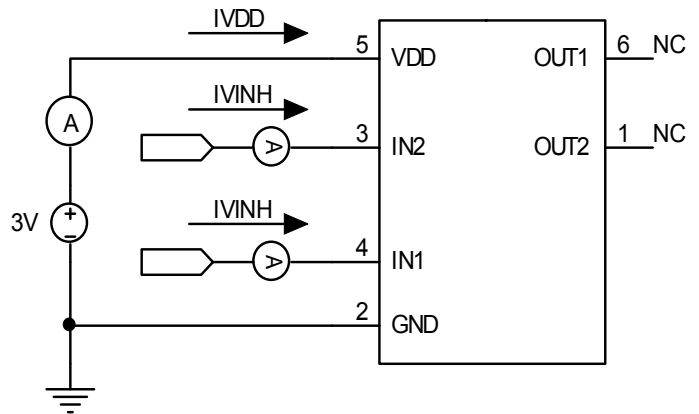 IVDD
5 VDD OUT1 6 NC
A
IVINH
A 3 IN2 OUT2 1 NC
3V
IVINH
A 4 IN1
2 GND